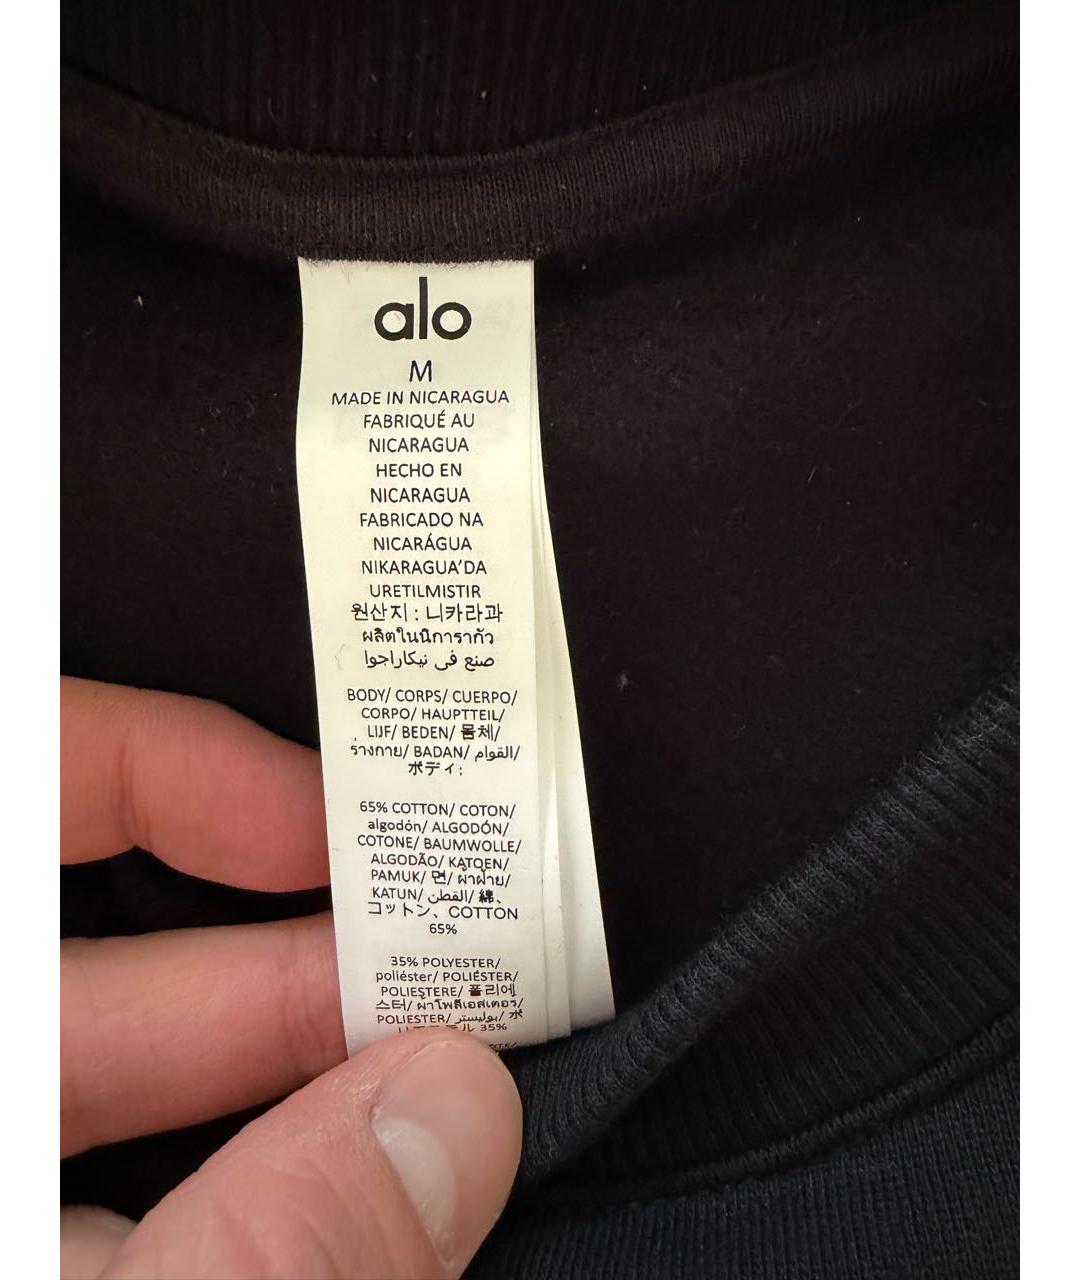 alo
M
MADE IN NICARAGUA
FABRIQUÉ AU
NICARAGUA
HECHO EN
NICARAGUA
FABRICADO NA
NICARÁGUA
NIKARAGUA'DA
URETILMISTIR
원산지 : 니카라과
ผลิตในนิการากัว
صنع في نيكاراجوا
BODY/ CORPS/ CUERPO/
CORPO/ HAUPTTEIL/
LIJF/ BEDEN/ 몸체/
ร่างกาย/ BADAN/ القوام/
ボディ:
65% COTTON/ COTON/
algodón/ ALGODÓN/
COTONE/ BAUMWOLLE/
ALGODÃO/ KATOEN/
PAMUK/ 면/ ผ้าฝ้าย/
KATUN/ القطن/ 綿、
コットン、COTTON
65%
35% POLYESTER/
poliéster/ POLIÉSTER/
POLIESTERE/ 폴리에
스터/ ผ้าโพลีเอสเตอร์/
POLIESTER/ بوليستر/ ポ
35%